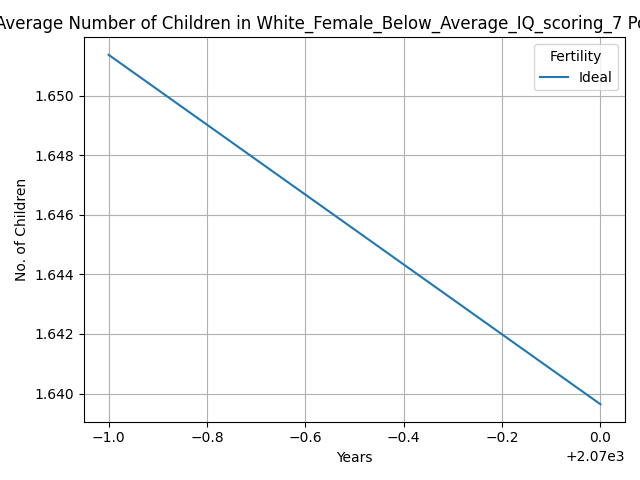 Average Number of Children in White_Female_Below_Average_IQ_scoring_7
Fertility
Ideal
No. of Children
1.650
1.648
1.646
1.644
1.642
1.640
−1.0 −0.8 −0.6 −0.4 −0.2 0.0
+2.07e3
Years